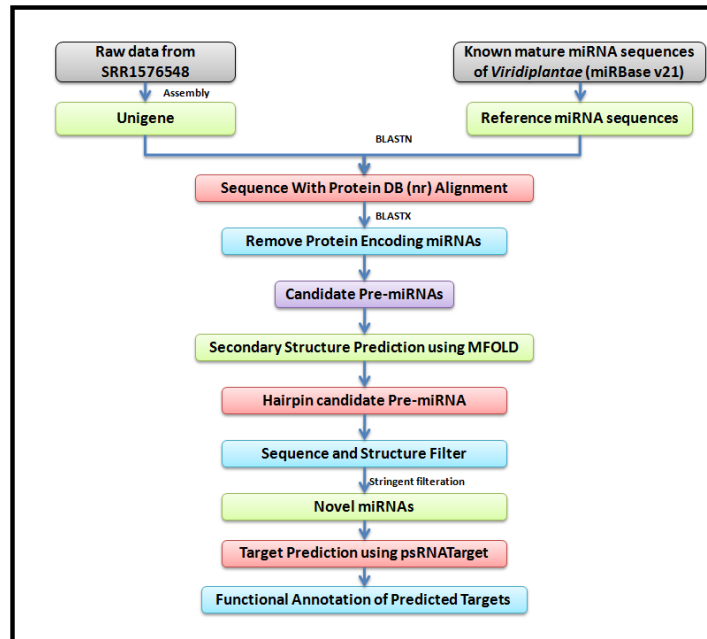 Raw data from
SRR1576548
Known mature miRNA sequences
of Viridiplantae (miRBase v21)
Assembly
Unigene
Reference miRNA sequences
BLASTN
Sequence With Protein DB (nr) Alignment
BLASTX
Remove Protein Encoding miRNAs
Candidate Pre-miRNAs
Secondary Structure Prediction using MFOLD
Hairpin candidate Pre-miRNA
Sequence and Structure Filter
Stringent filteration
Novel miRNAs
Target Prediction using psRNATarget
Functional Annotation of Predicted Targets